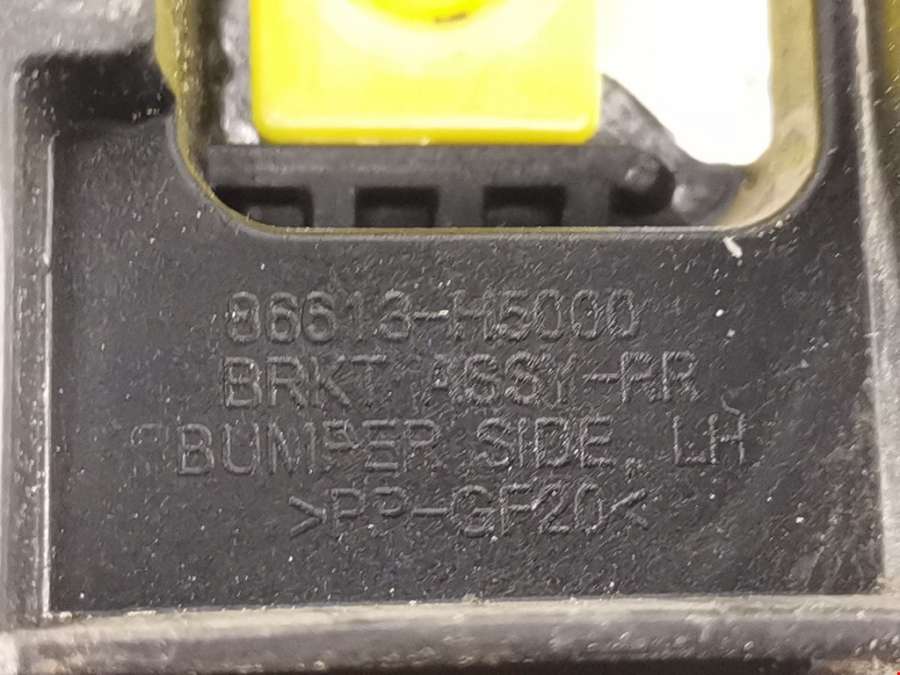 86613-H5000
BRKT ASSY-RR
BUMPER SIDE, LH
>PP-GF20<